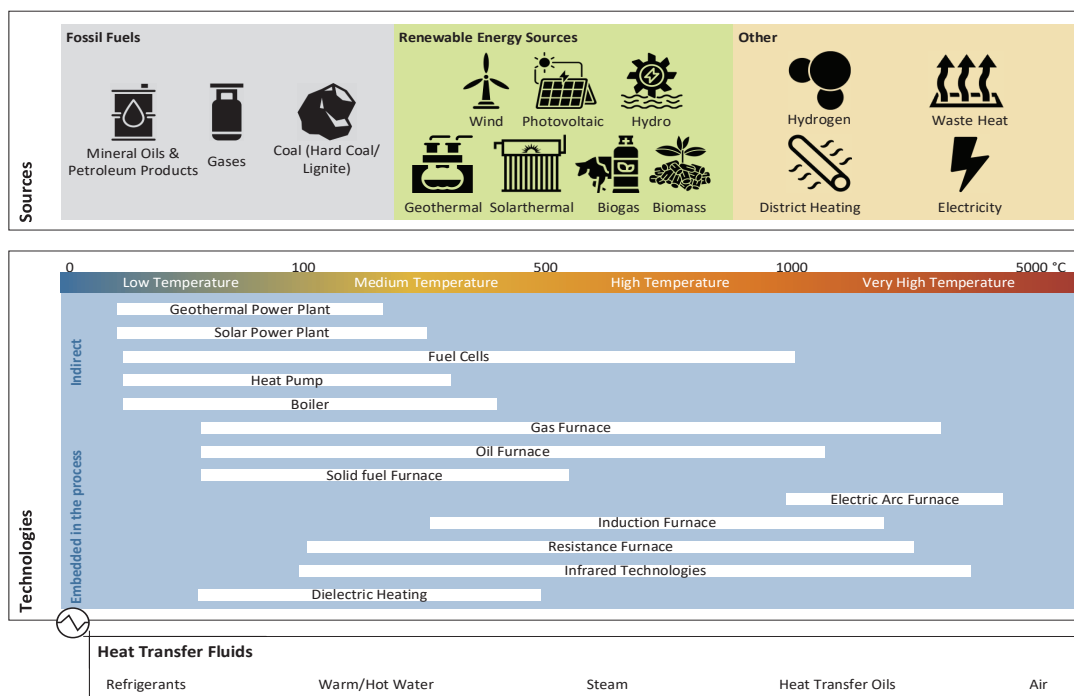 Sources
Fossil Fuels
Mineral Oils &
Petroleum Products
Gases
Coal (Hard Coal/
Lignite)
Renewable Energy Sources
Wind
Photovoltaic
Hydro
Geothermal
Solarthermal
Biogas
Biomass
Other
Hydrogen
Waste Heat
District Heating
Electricity
Technologies
0
100
500
1000
5000 °C
Low Temperature
Medium Temperature
High Temperature
Very High Temperature
Indirect
Geothermal Power Plant
Solar Power Plant
Fuel Cells
Heat Pump
Boiler
Embedded in the process
Gas Furnace
Oil Furnace
Solid fuel Furnace
Electric Arc Furnace
Induction Furnace
Resistance Furnace
Infrared Technologies
Dielectric Heating
Heat Transfer Fluids
Refrigerants
Warm/Hot Water
Steam
Heat Transfer Oils
Air